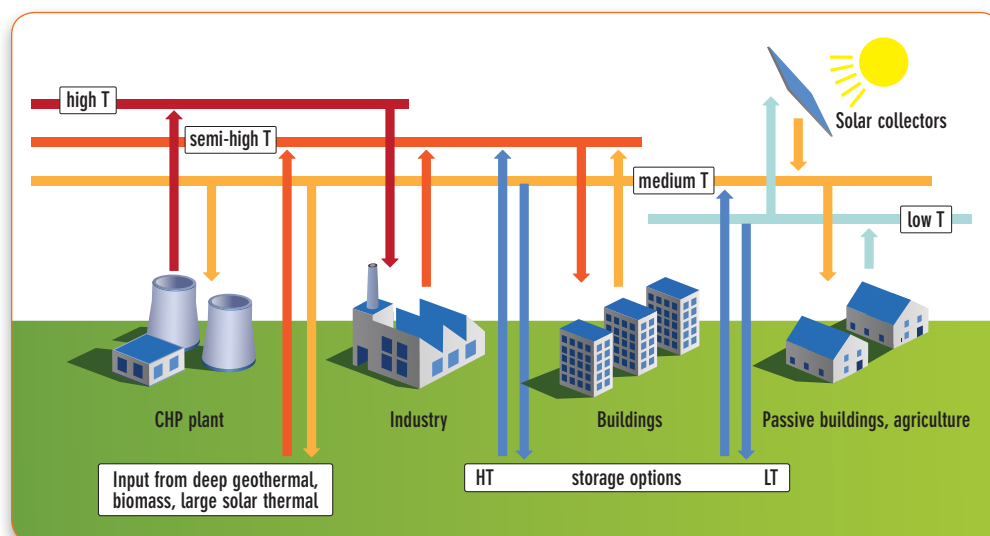 high T
semi-high T
Solar collectors
medium T
low T
CHP plant
Industry
Buildings
Passive buildings, agriculture
Input from deep geothermal,
biomass, large solar thermal
HT storage options LT